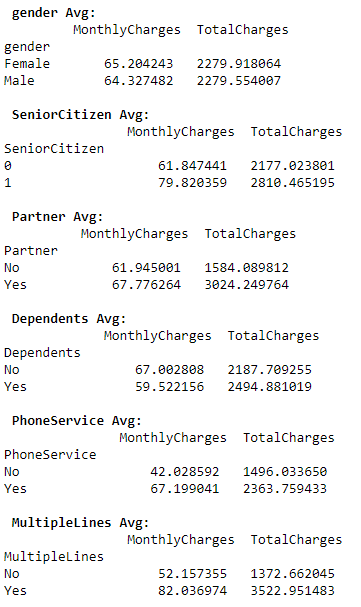 gender Avg:
MonthlyCharges TotalCharges
gender
Female 65.204243 2279.918064
Male 64.327482 2279.554007
SeniorCitizen Avg:
MonthlyCharges TotalCharges
SeniorCitizen
0 61.847441 2177.023801
1 79.820359 2810.465195
Partner Avg:
MonthlyCharges TotalCharges
Partner
No 61.945001 1584.089812
Yes 67.776264 3024.249764
Dependents Avg:
MonthlyCharges TotalCharges
Dependents
No 67.002808 2187.709255
Yes 59.522156 2494.881019
PhoneService Avg:
MonthlyCharges TotalCharges
PhoneService
No 42.028592 1496.033650
Yes 67.199041 2363.759433
MultipleLines Avg:
MonthlyCharges TotalCharges
MultipleLines
No 52.157355 1372.662045
Yes 82.036974 3522.951483